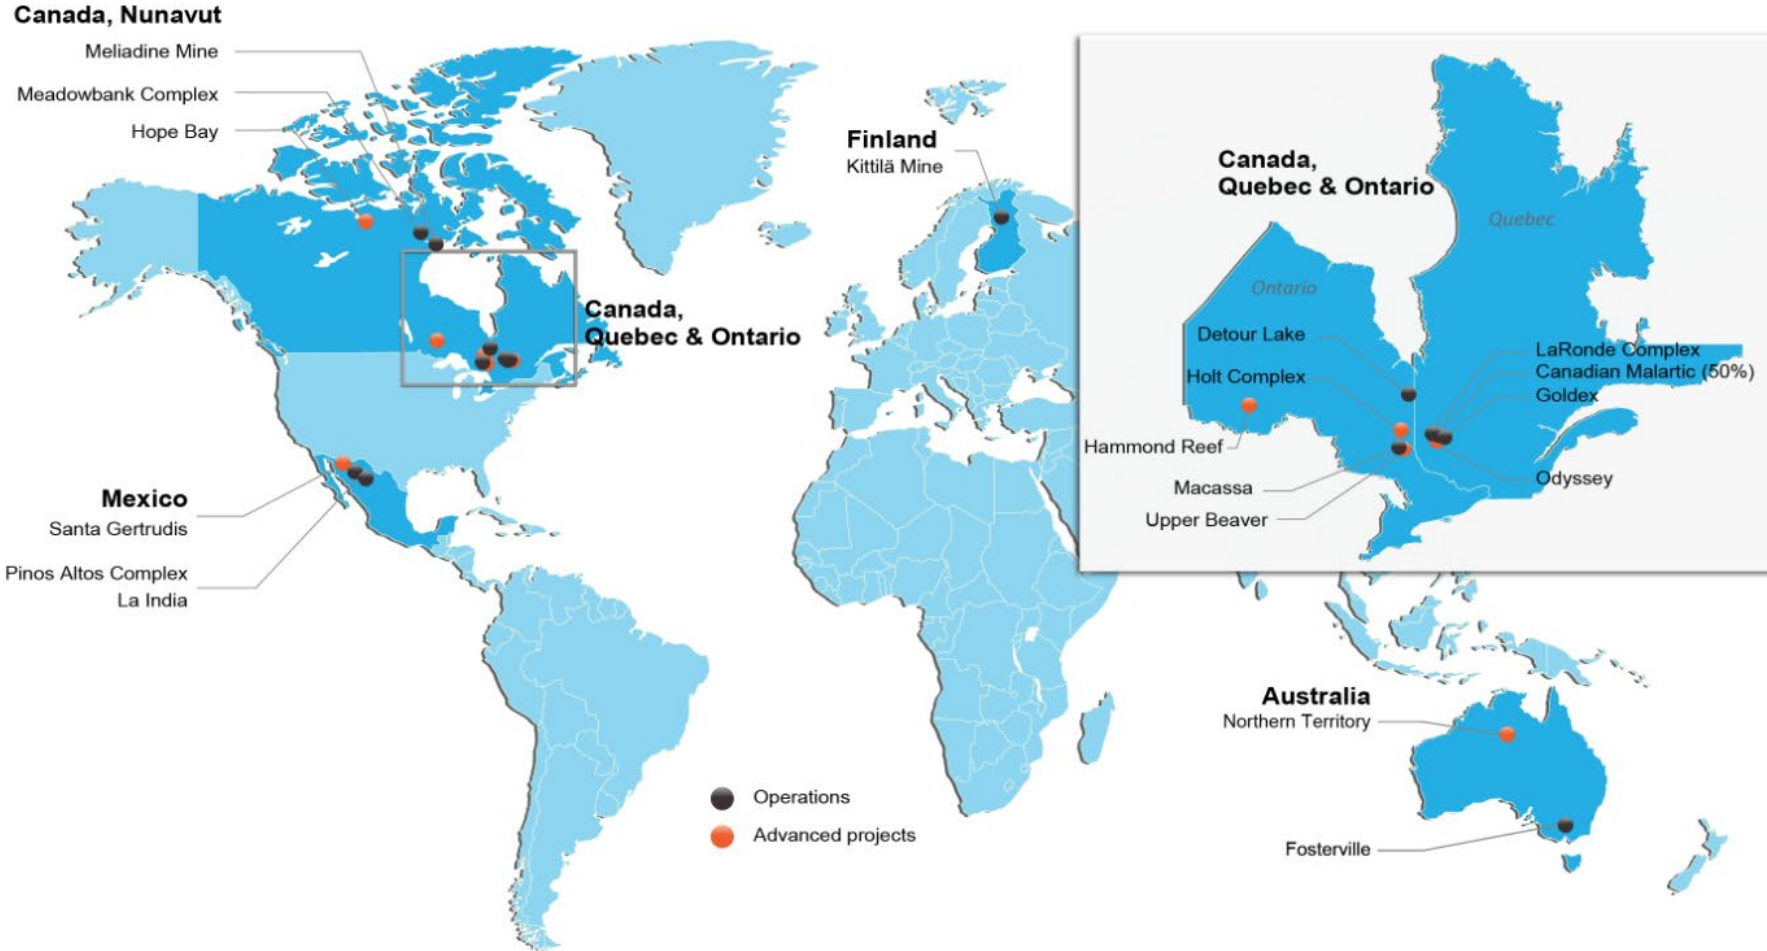 Canada, Nunavut
Meliadine Mine
Meadowbank Complex
Hope Bay
Finland
Kittilä Mine
Canada,
Quebec & Ontario
Mexico
Santa Gertrudis
Pinos Altos Complex
La India
Operations
Advanced projects
Canada,
Quebec & Ontario
Quebec
Ontario
Detour Lake
Holt Complex
Hammond Reef
Macassa
Upper Beaver
LaRonde Complex
Canadian Malartic (50%)
Goldex
Odyssey
Australia
Northern Territory
Fosterville